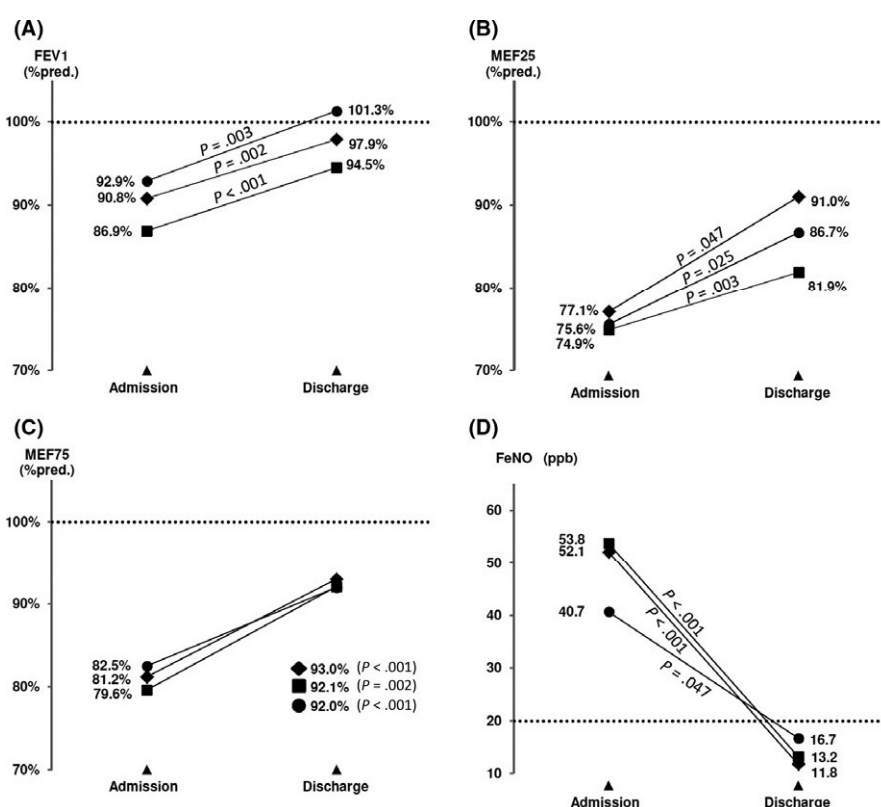 (A)
FEV1
(%pred.)
100%
90%
80%
70%
92.9%
90.8%
86.9%
P = .003
P = .002
P < .001
101.3%
97.9%
94.5%
Admission
Discharge
(B)
MEF25
(%pred.)
100%
90%
80%
70%
77.1%
75.6%
74.9%
P = .047
P = .025
P = .003
91.0%
86.7%
81.9%
Admission
Discharge
(C)
MEF75
(%pred.)
100%
90%
80%
70%
82.5%
81.2%
79.6%
93.0% (P < .001)
92.1% (P = .002)
92.0% (P < .001)
Admission
Discharge
(D)
FeNO (ppb)
60
50
40
30
20
10
53.8
52.1
40.7
P < .001
P < .001
P = .047
16.7
13.2
11.8
Admission
Discharge